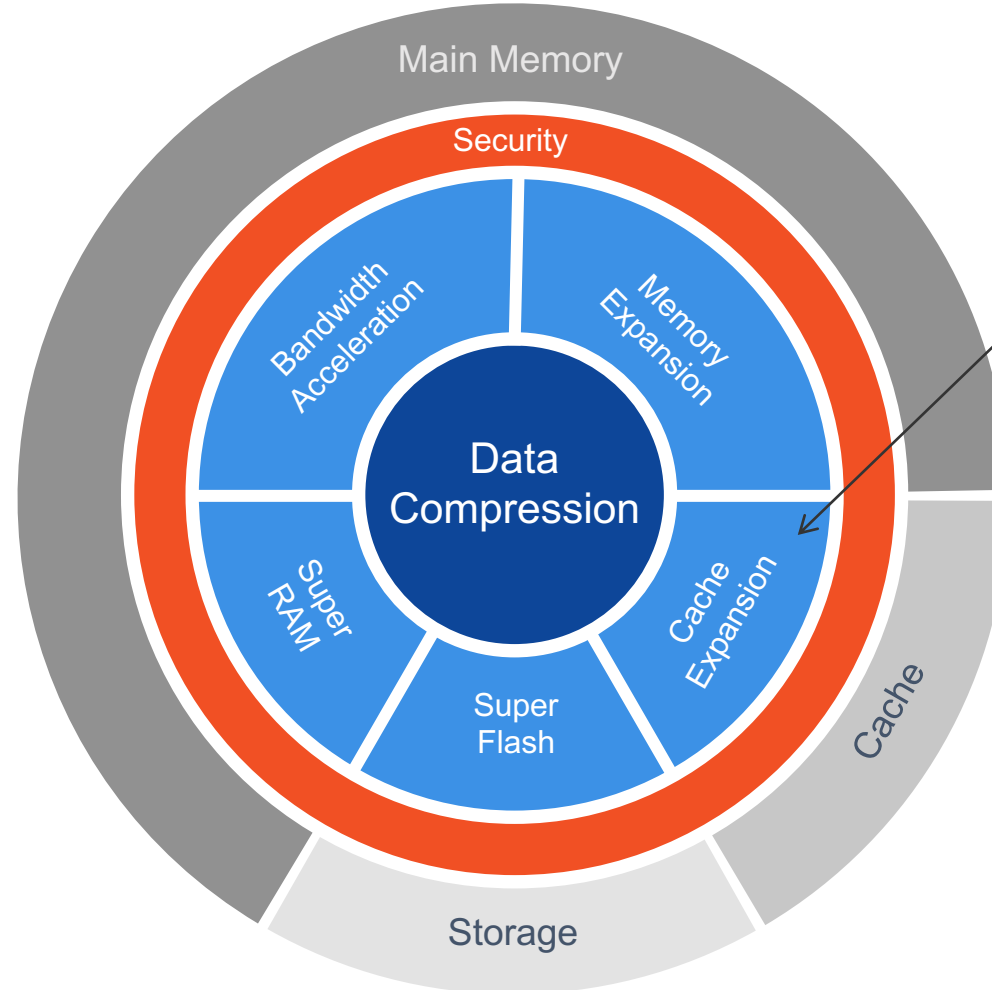 Main Memory
Security
Bandwidth
Acceleration
Memory
Expansion
Data
Compression
Super
RAM
Cache
Expansion
Super
Flash
Cache
Storage